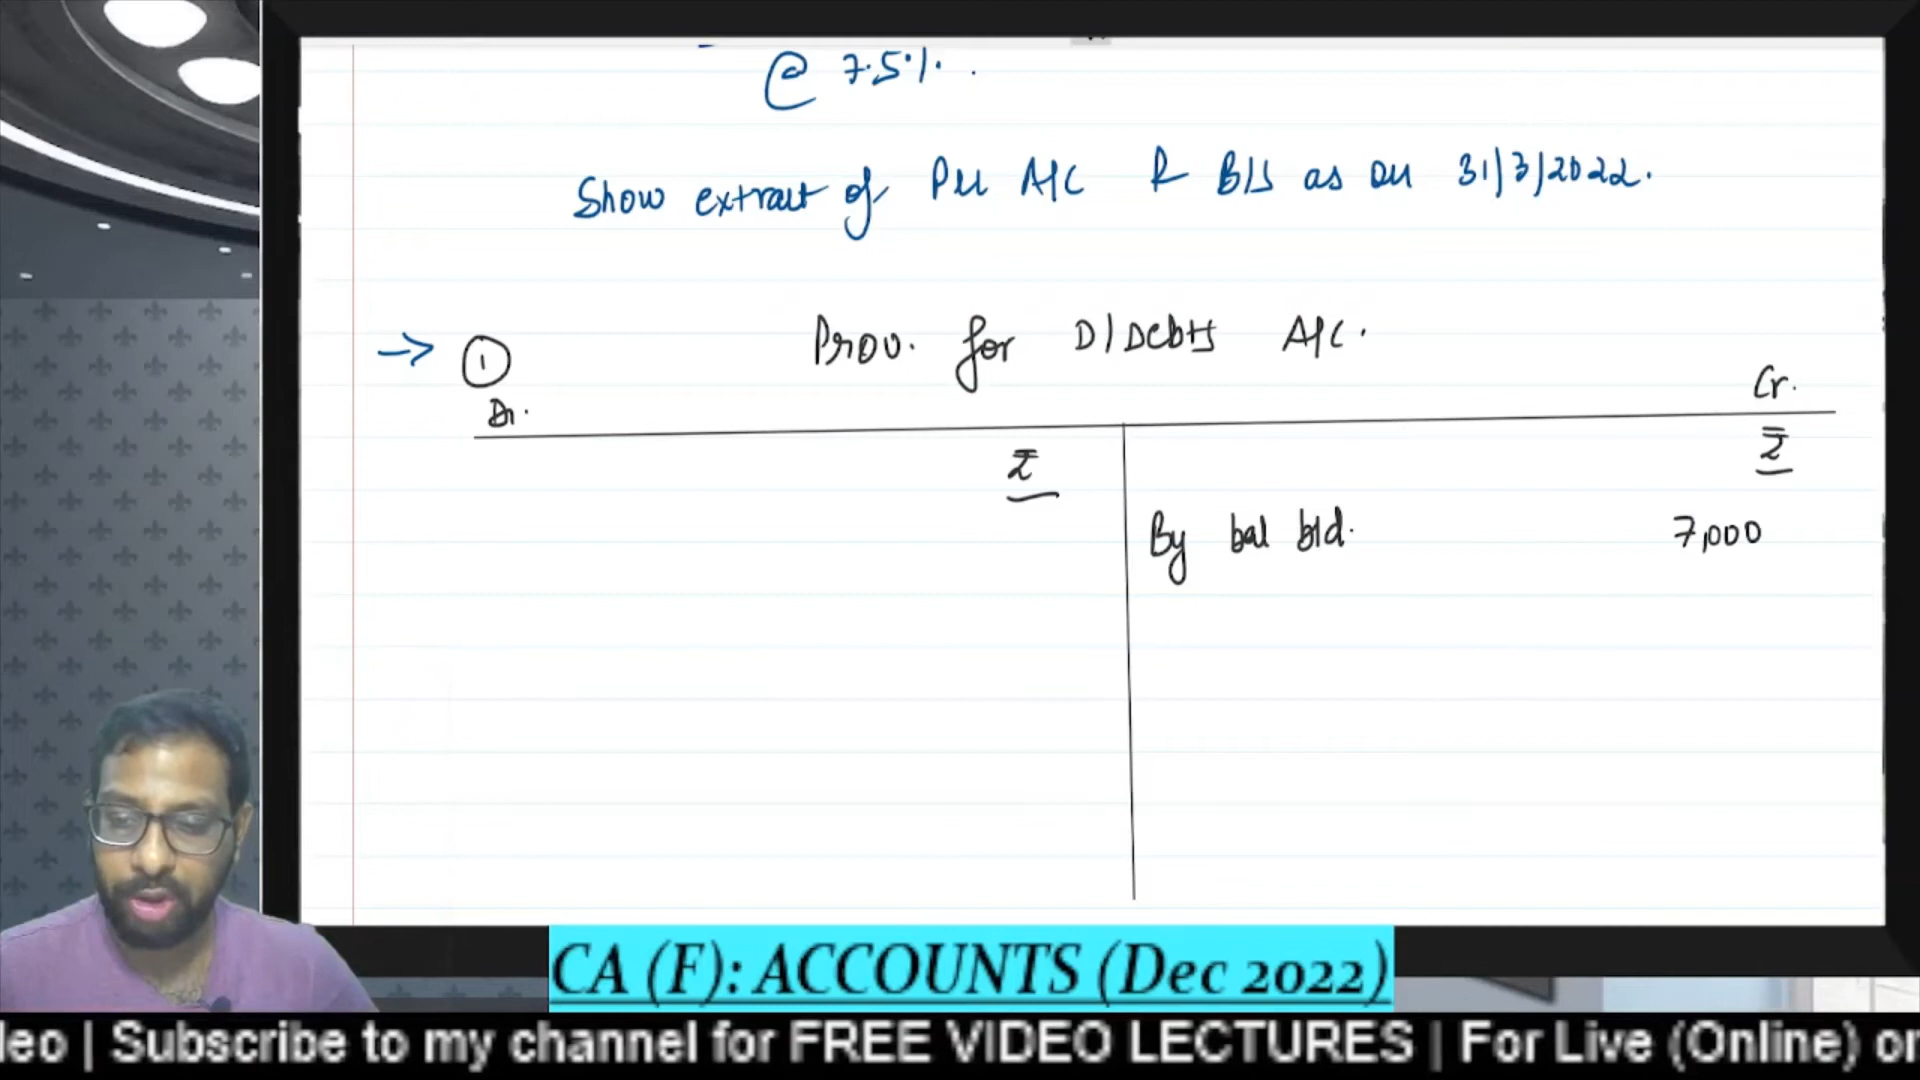 @ 7.5%.
Show extract of P&L A/C & B/S as on 31/3/2022.
→ ① Prov. for D/Debts A/C.
Dr. Cr.
₹ ₹
By bal b/d. 7,000
CA (F): ACCOUNTS (Dec 2022)
deo | Subscribe to my channel for FREE VIDEO LECTURES | For Live (Online) or